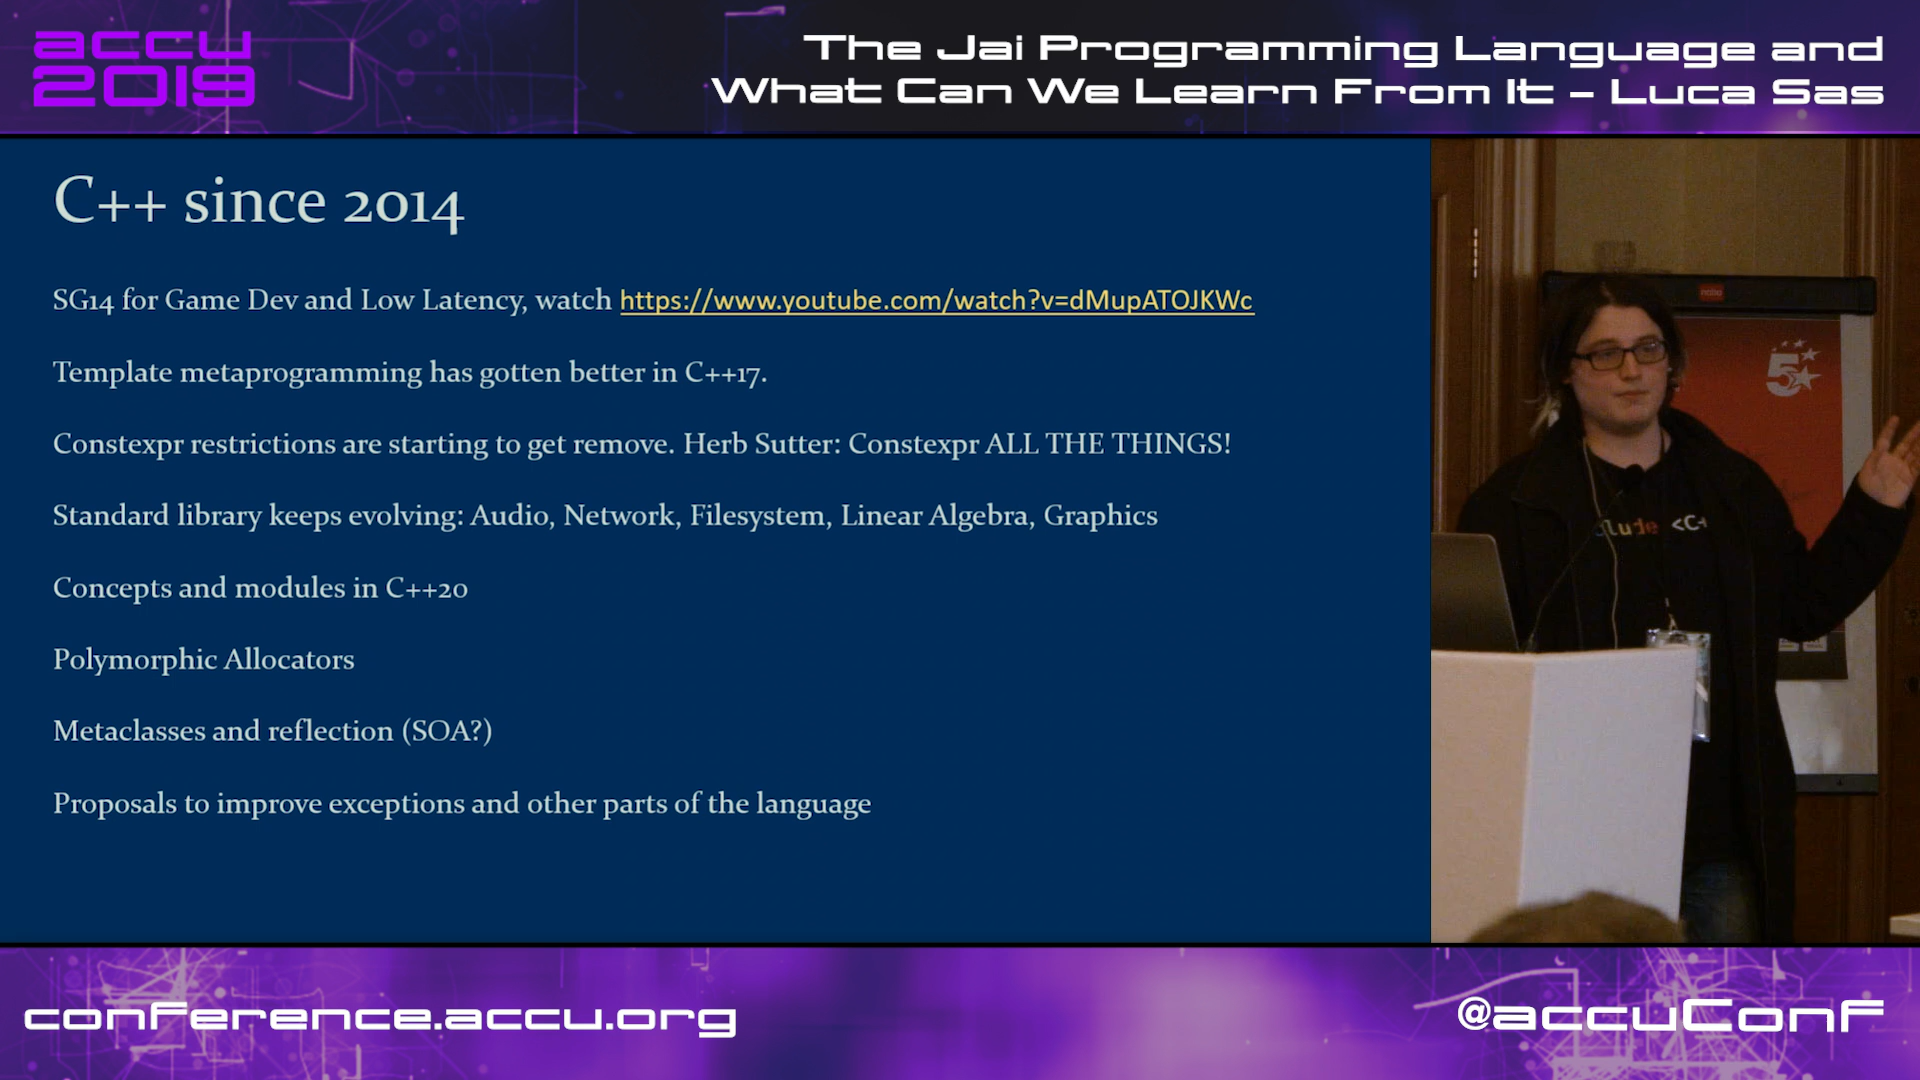 accu
2019
The Jai Programming Language and
What Can We Learn From It - Luca Sas
C++ since 2014
SG14 for Game Dev and Low Latency, watch https://www.youtube.com/watch?v=dMupATOJKWc
Template metaprogramming has gotten better in C++17.
Constexpr restrictions are starting to get remove. Herb Sutter: Constexpr ALL THE THINGS!
Standard library keeps evolving: Audio, Network, Filesystem, Linear Algebra, Graphics
Concepts and modules in C++20
Polymorphic Allocators
Metaclasses and reflection (SOA?)
Proposals to improve exceptions and other parts of the language
nobo
5
clude <C+
conference.accu.org
@accuConf